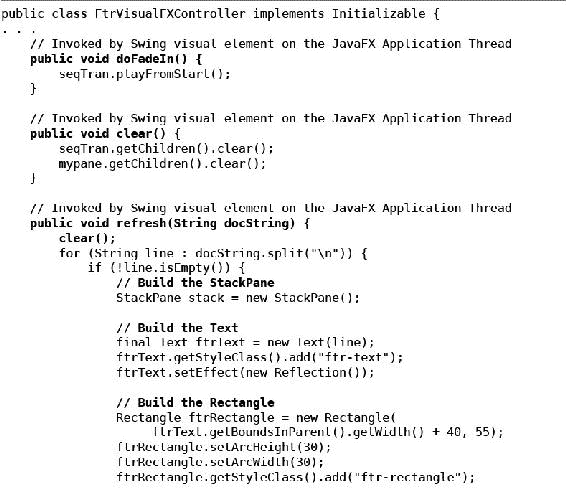 public class FtrVisualFXController implements Initializable {
. . .
    // Invoked by Swing visual element on the JavaFX Application Thread
    public void doFadeIn() {
        seqTran.playFromStart();
    }

    // Invoked by Swing visual element on the JavaFX Application Thread
    public void clear() {
        seqTran.getChildren().clear();
        mypane.getChildren().clear();
    }

    // Invoked by Swing visual element on the JavaFX Application Thread
    public void refresh(String docString) {
        clear();
        for (String line : docString.split("\n")) {
            if (!line.isEmpty()) {
                // Build the StackPane
                StackPane stack = new StackPane();

                // Build the Text
                final Text ftrText = new Text(line);
                ftrText.getStyleClass().add("ftr-text");
                ftrText.setEffect(new Reflection());

                // Build the Rectangle
                Rectangle ftrRectangle = new Rectangle(
                     ftrText.getBoundsInParent().getWidth() + 40, 55);
                ftrRectangle.setArcHeight(30);
                ftrRectangle.setArcWidth(30);
                ftrRectangle.getStyleClass().add("ftr-rectangle");